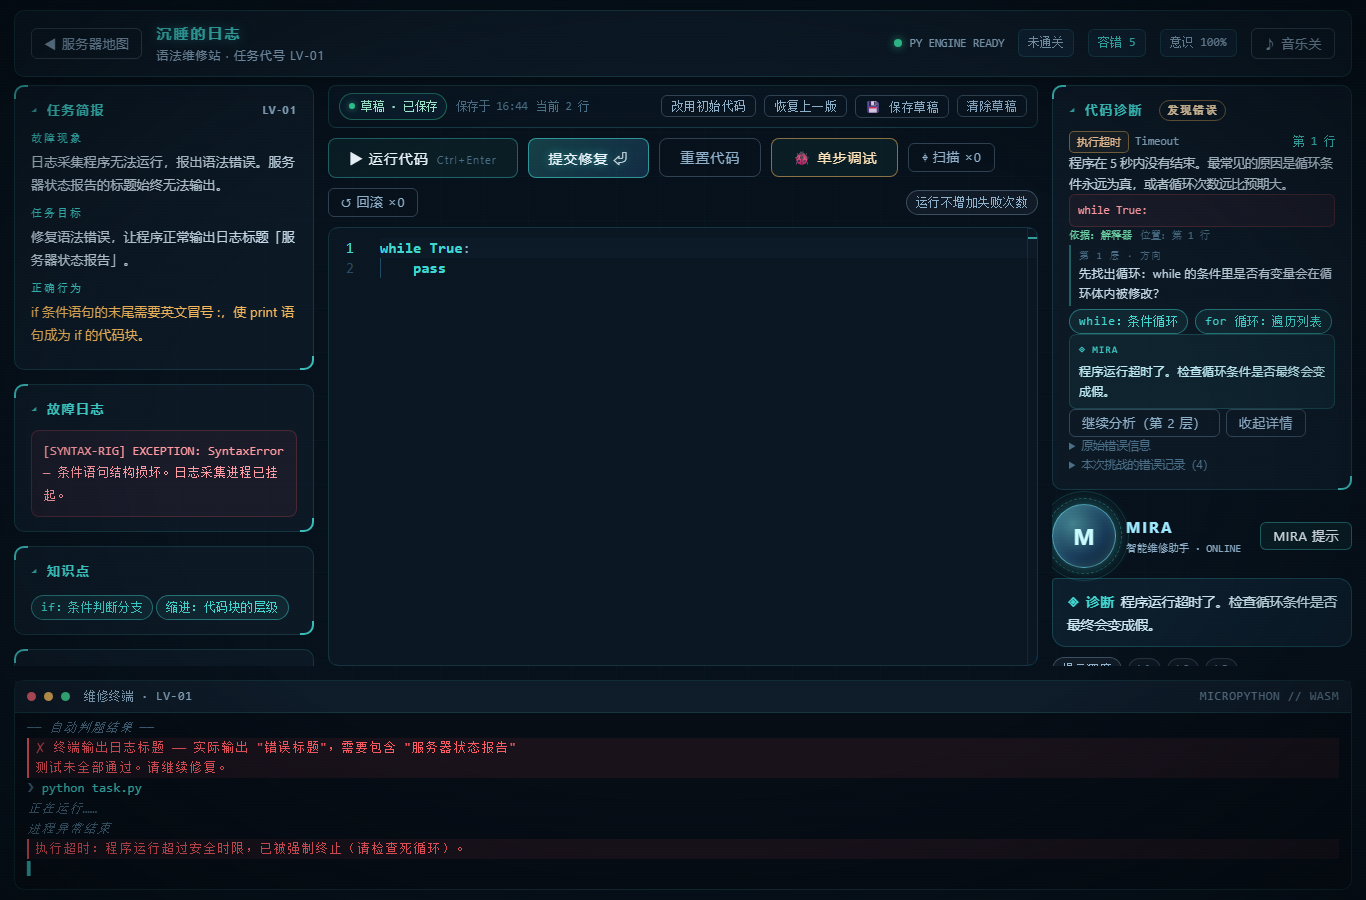 ◀ 服务器地图
沉睡的日志
语法维修站 · 任务代号 LV-01
PY ENGINE READY
未通关
容错 5
意识 100%
♪ 音乐关
任务简报
LV-01
故障现象
日志采集程序无法运行，报出语法错误。服务
器状态报告的标题始终无法输出。
任务目标
修复语法错误，让程序正常输出日志标题「服
务器状态报告」。
正确行为
if 条件语句的末尾需要英文冒号 :，使 print 语
句成为 if 的代码块。
故障日志
[SYNTAX-RIG] EXCEPTION: SyntaxError
— 条件语句结构损坏。日志采集进程已挂
起。
知识点
if：条件判断分支
缩进：代码块的层级
草稿 · 已保存
保存于 16:44 当前 2 行
改用初始代码
恢复上一版
💾 保存草稿
清除草稿
▶ 运行代码 Ctrl+Enter
提交修复 ⏎
重置代码
🐞 单步调试
⌖ 扫描 ×0
↺ 回滚 ×0
运行不增加失败次数
1 while True:
2 pass
代码诊断
发现错误
执行超时 Timeout
第 1 行
程序在 5 秒内没有结束。最常见的原因是循环条
件永远为真，或者循环次数远比预期大。
while True:
依据：解释器 位置：第 1 行
第 1 层 · 方向
先找出循环：while 的条件里是否有变量会在循
环体内被修改？
while：条件循环
for 循环：遍历列表
◈ MIRA
程序运行超时了。检查循环条件是否最终会变
成假。
继续分析（第 2 层）
收起详情
▶ 原始错误信息
▶ 本次挑战的错误记录（4）
M
MIRA
智能维修助手 · ONLINE
MIRA 提示
◈ 诊断 程序运行超时了。检查循环条件是否
最终会变成假。
维修终端 · LV-01
MICROPYTHON // WASM
—— 自动判题结果 ——
✗ 终端输出日志标题 —— 实际输出 "错误标题"，需要包含 "服务器状态报告"
测试未全部通过。请继续修复。
❯ python task.py
正在运行……
进程异常结束
执行超时：程序运行超过安全时限，已被强制终止（请检查死循环）。